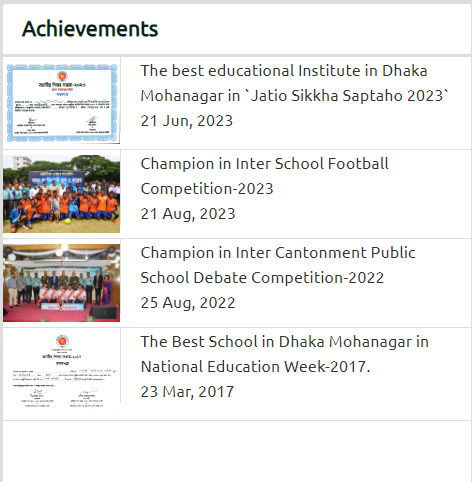 Achievements
The best educational Institute in Dhaka
Mohanagar in `Jatio Sikkha Saptaho 2023`
21 Jun, 2023
Champion in Inter School Football
Competition-2023
21 Aug, 2023
Champion in Inter Cantonment Public
School Debate Competition-2022
25 Aug, 2022
The Best School in Dhaka Mohanagar in
National Education Week-2017.
23 Mar, 2017